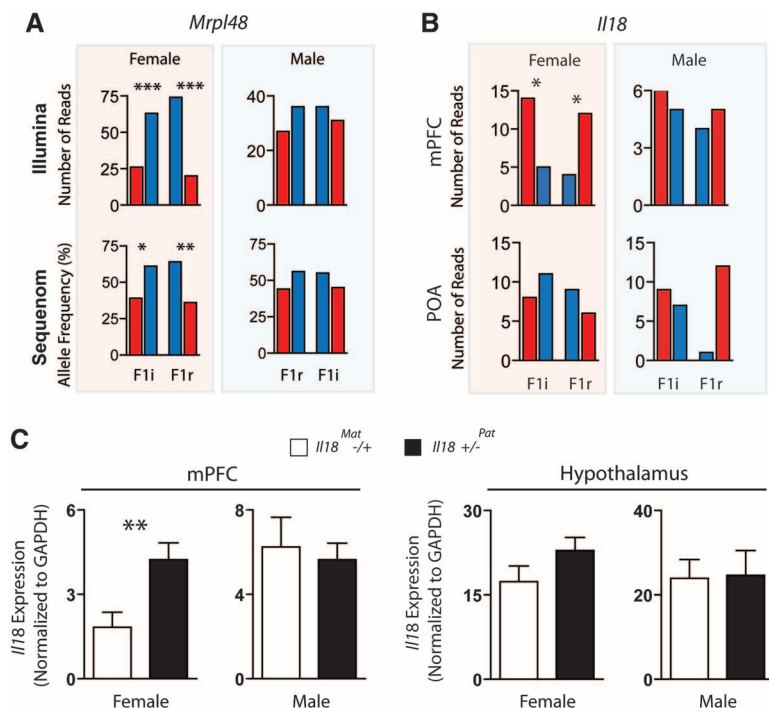 A
Mrpl48
Female
Male
Illumina
Number of Reads
75
50
25
0
***
***
40
20
0
Sequenom
Allele Frequency (%)
75
50
25
0
*
**
F1i
F1r
75
50
25
0
F1r
F1i
B
Il18
Female
Male
mPFC
Number of Reads
15
10
5
0
*
*
6
3
0
POA
Number of Reads
15
10
5
0
F1i
F1r
15
10
5
0
F1i
F1r
C
Il18 Mat -/+
Il18 +/- Pat
mPFC
Il18 Expression
(Normalized to GAPDH)
6
3
0
**
Female
8
6
4
2
0
Male
Hypothalamus
Il18 Expression
(Normalized to GAPDH)
30
15
0
Female
40
20
0
Male